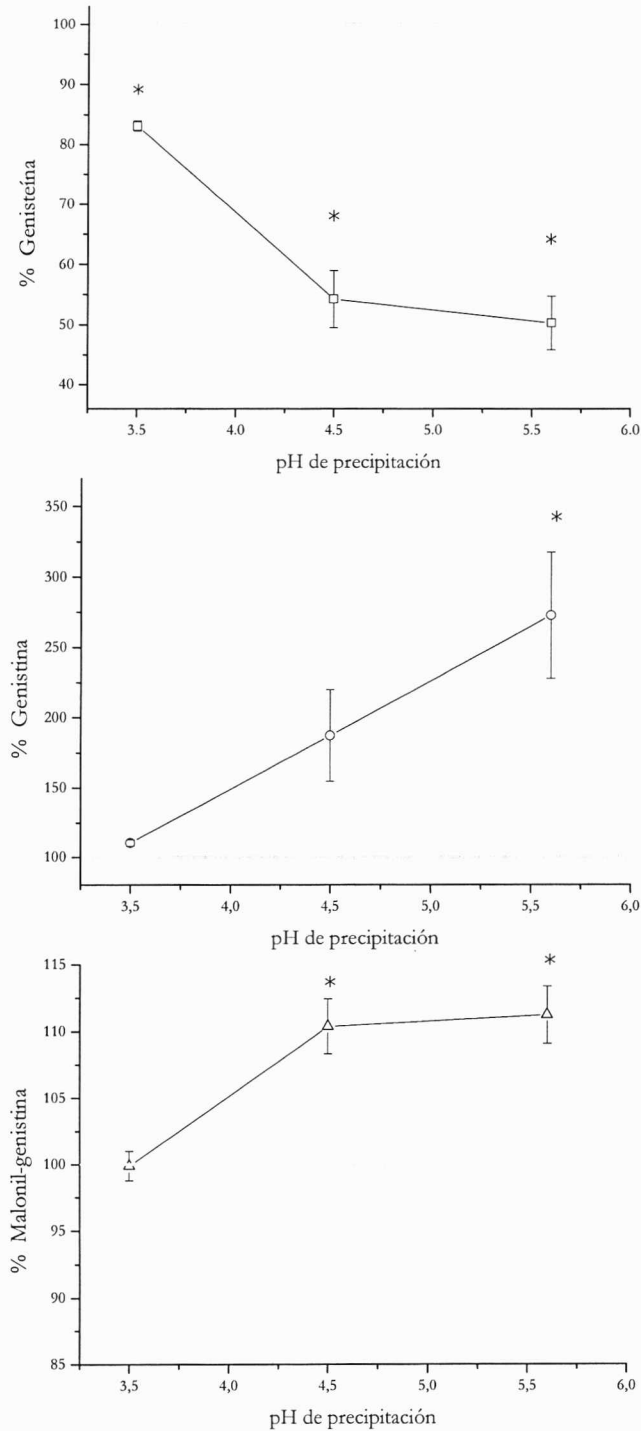 100
90
80
70
60
50
40
% Genisteína
*
*
*
3.5 4.0 4.5 5.0 5.5 6.0
pH de precipitación
350
300
250
200
150
100
% Genistina
*
3,5 4,0 4,5 5,0 5,5 6,0
pH de precipitación
115
110
105
100
95
90
85
% Malonil-genistina
*
*
3,5 4,0 4,5 5,0 5,5 6,0
pH de precipitación